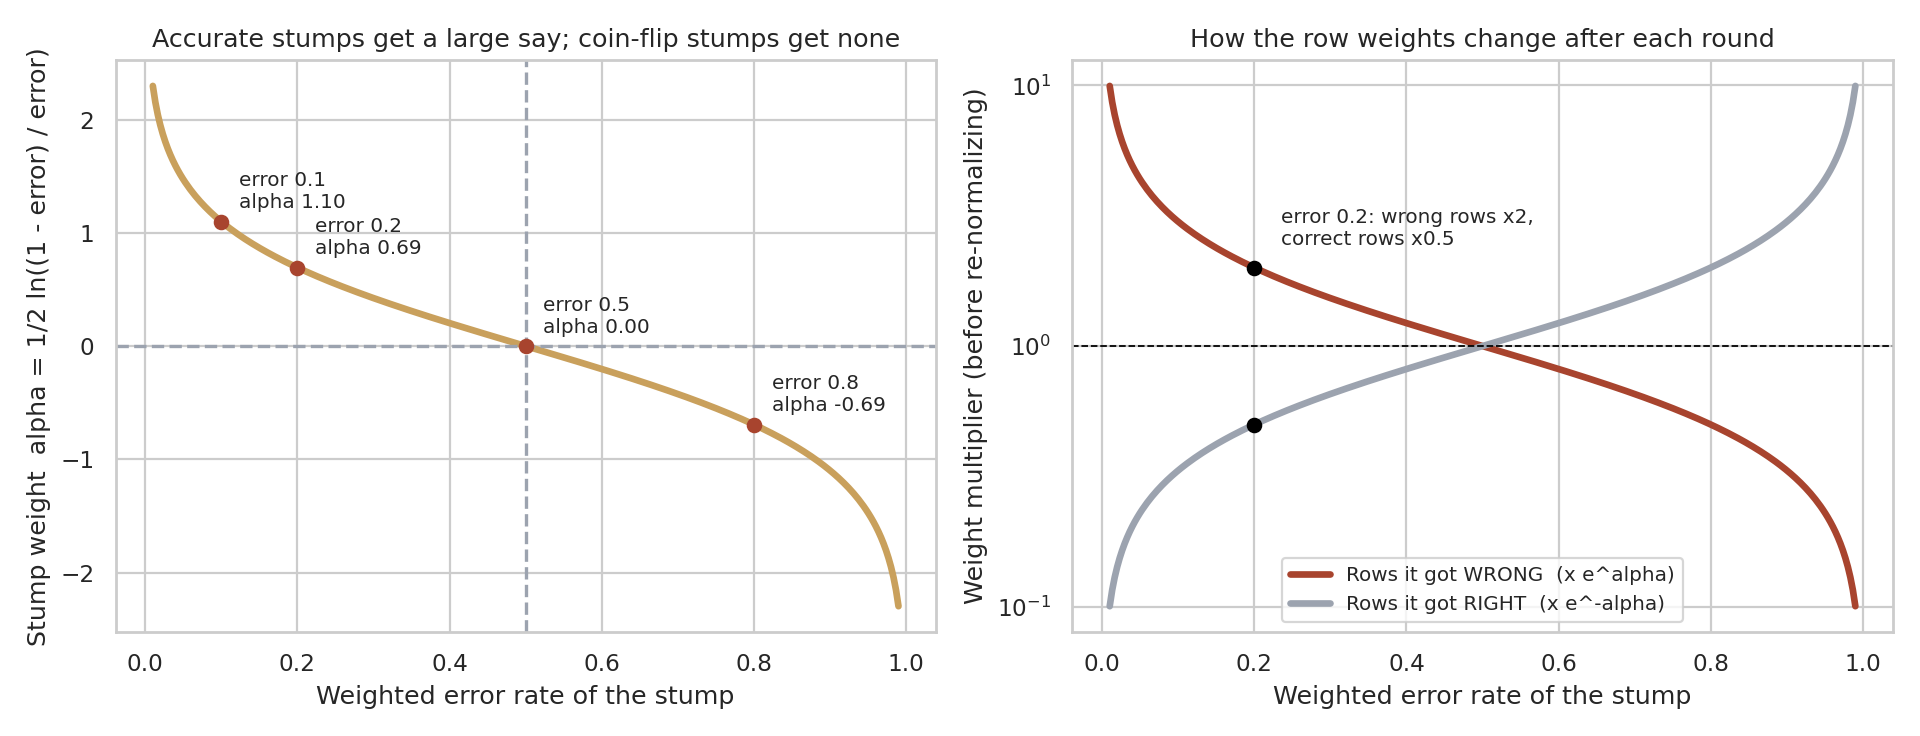 Accurate stumps get a large say; coin-flip stumps get none
Stump weight  alpha = 1/2 ln((1 - error) / error)
2
1
0
−1
−2
error 0.1
alpha 1.10
error 0.2
alpha 0.69
error 0.5
alpha 0.00
error 0.8
alpha -0.69
0.0 0.2 0.4 0.6 0.8 1.0
Weighted error rate of the stump
How the row weights change after each round
Weight multiplier (before re-normalizing)
10¹
10⁰
10⁻¹
error 0.2: wrong rows x2,
correct rows x0.5
Rows it got WRONG  (x e^alpha)
Rows it got RIGHT  (x e^-alpha)
0.0 0.2 0.4 0.6 0.8 1.0
Weighted error rate of the stump